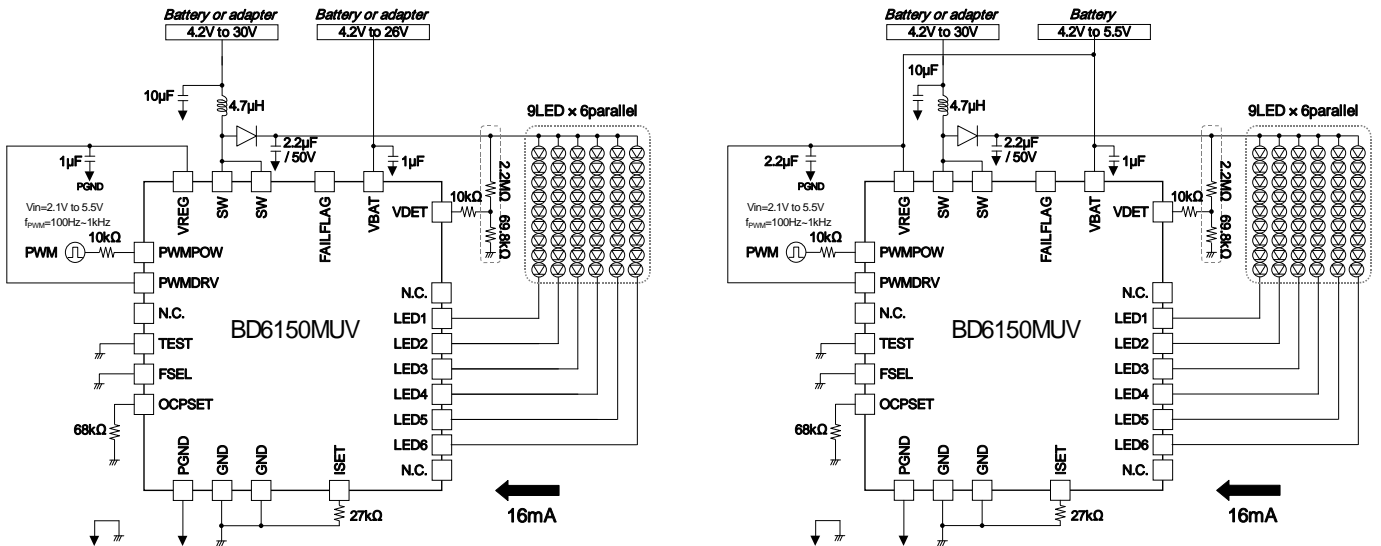 Battery or adapter
4.2V to 30V
Battery or adapter
4.2V to 26V
10μF
4.7μH
9LED × 6parallel
2.2μF
/ 50V
1μF
PGND
1μF
2.2MΩ
69.8kΩ
10kΩ
VREG
SW
SW
FAILFLAG
VBAT
VDET
Vin=2.1V to 5.5V
fPWM=100Hz~1kHz
10kΩ
PWM
PWMPOW
PWMDRV
N.C.
TEST
FSEL
OCPSET
68kΩ
BD6150MUV
N.C.
LED1
LED2
LED3
LED4
LED5
LED6
N.C.
PGND
GND
GND
ISET
27kΩ
16mA
Battery or adapter
4.2V to 30V
Battery
4.2V to 5.5V
10μF
4.7μH
9LED × 6parallel
2.2μF
/ 50V
2.2μF
PGND
1μF
2.2MΩ
69.8kΩ
10kΩ
VREG
SW
SW
FAILFLAG
VBAT
VDET
Vin=2.1V to 5.5V
fPWM=100Hz~1kHz
10kΩ
PWM
PWMPOW
PWMDRV
N.C.
TEST
FSEL
OCPSET
68kΩ
BD6150MUV
N.C.
LED1
LED2
LED3
LED4
LED5
LED6
N.C.
PGND
GND
GND
ISET
27kΩ
16mA